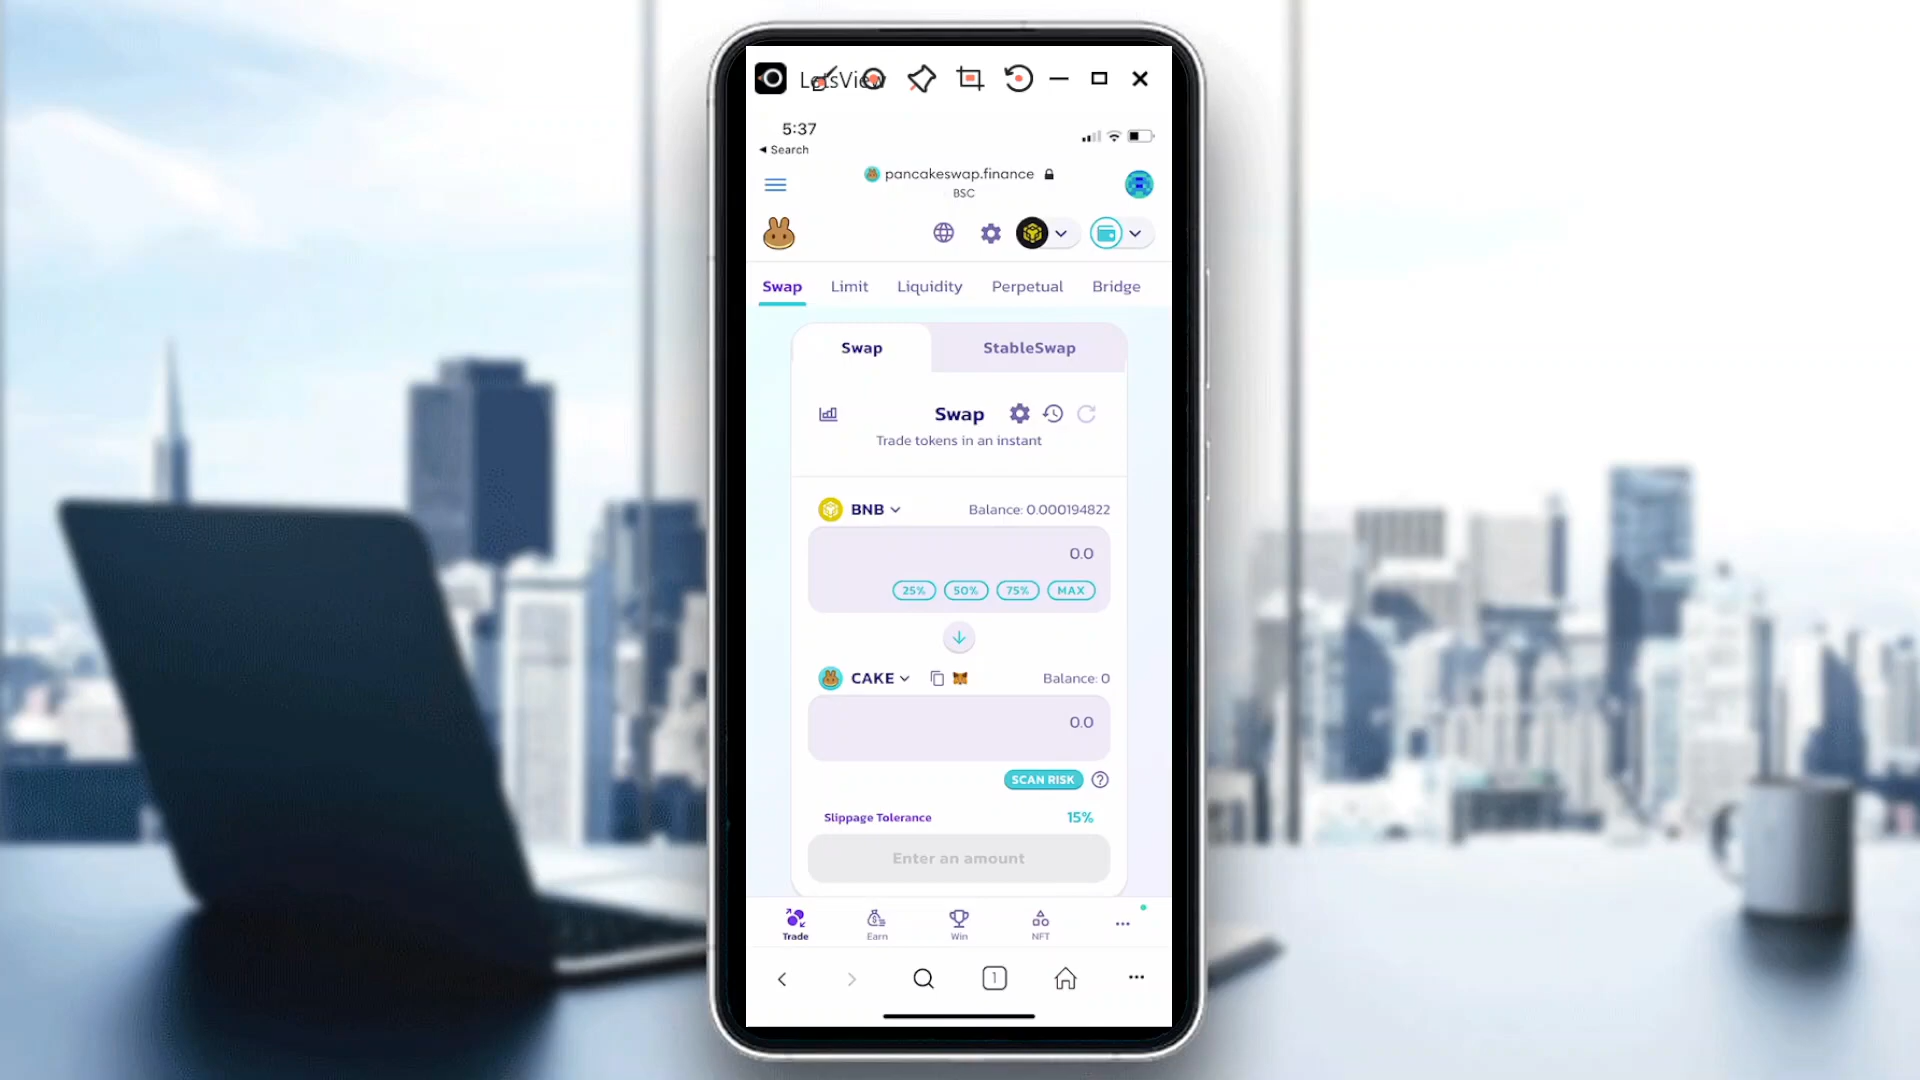 LetsView
5:37
Search
pancakeswap.finance
BSC
Swap Limit Liquidity Perpetual Bridge
Swap StableSwap
Swap
Trade tokens in an instant
BNB Balance: 0.000194822
0.0
25% 50% 75% MAX
CAKE Balance: 0
0.0
SCAN RISK ?
Slippage Tolerance 15%
Enter an amount
Trade Earn Win NFT
1